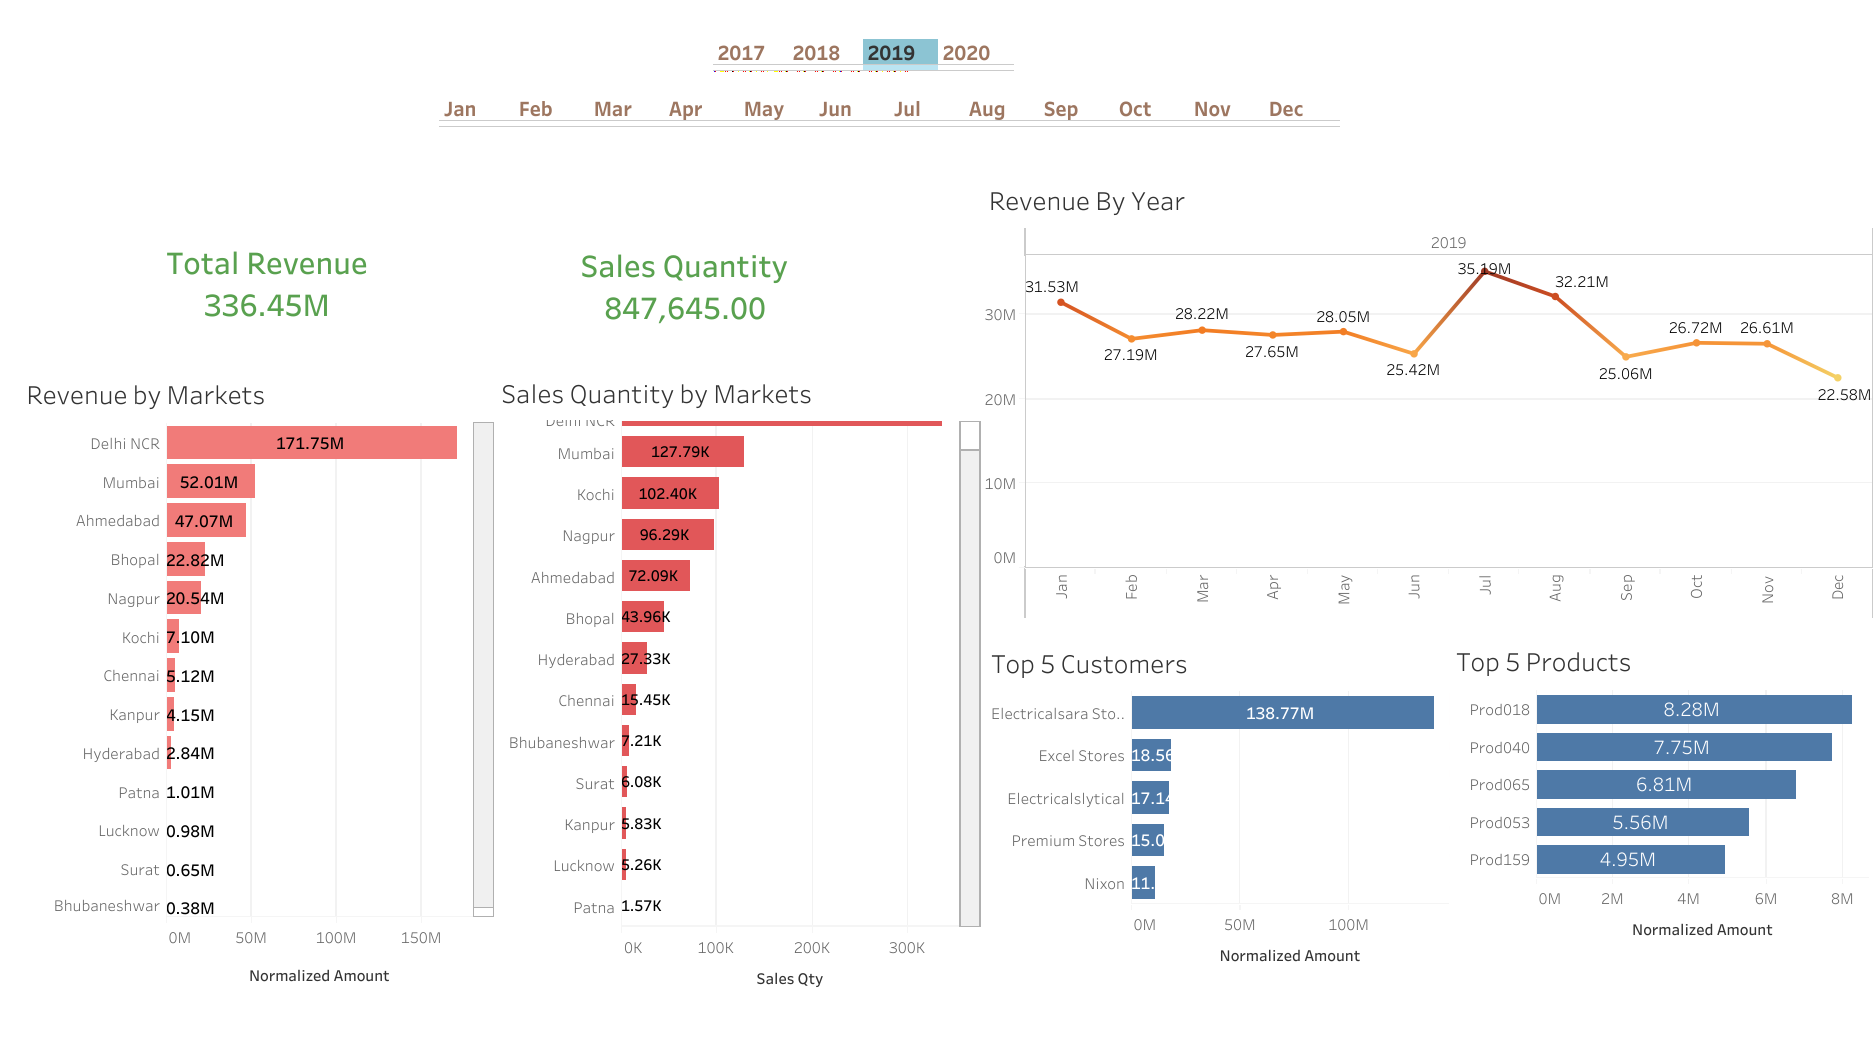 2017 2018 2019 2020
Jan Feb Mar Apr May Jun Jul Aug Sep Oct Nov Dec
Total Revenue
336.45M
Sales Quantity
847,645.00
Revenue By Year
2019
31.53M
27.19M
28.22M
27.65M
28.05M
25.42M
35.19M
32.21M
25.06M
26.72M
26.61M
22.58M
30M
20M
10M
0M
Jan Feb Mar Apr May Jun Jul Aug Sep Oct Nov Dec
Revenue by Markets
Delhi NCR 171.75M
Mumbai 52.01M
Ahmedabad 47.07M
Bhopal 22.82M
Nagpur 20.54M
Kochi 7.10M
Chennai 5.12M
Kanpur 4.15M
Hyderabad 2.84M
Patna 1.01M
Lucknow 0.98M
Surat 0.65M
Bhubaneshwar 0.38M
0M 50M 100M 150M
Normalized Amount
Sales Quantity by Markets
Delhi NCR
Mumbai 127.79K
Kochi 102.40K
Nagpur 96.29K
Ahmedabad 72.09K
Bhopal 43.96K
Hyderabad 27.33K
Chennai 15.45K
Bhubaneshwar 7.21K
Surat 6.08K
Kanpur 5.83K
Lucknow 5.26K
Patna 1.57K
0K 100K 200K 300K
Sales Qty
Top 5 Customers
Electricalsara Sto.. 138.77M
Excel Stores 18.56
Electricalslytical 17.14
Premium Stores 15.0
Nixon 11.
0M 50M 100M
Normalized Amount
Top 5 Products
Prod018 8.28M
Prod040 7.75M
Prod065 6.81M
Prod053 5.56M
Prod159 4.95M
0M 2M 4M 6M 8M
Normalized Amount